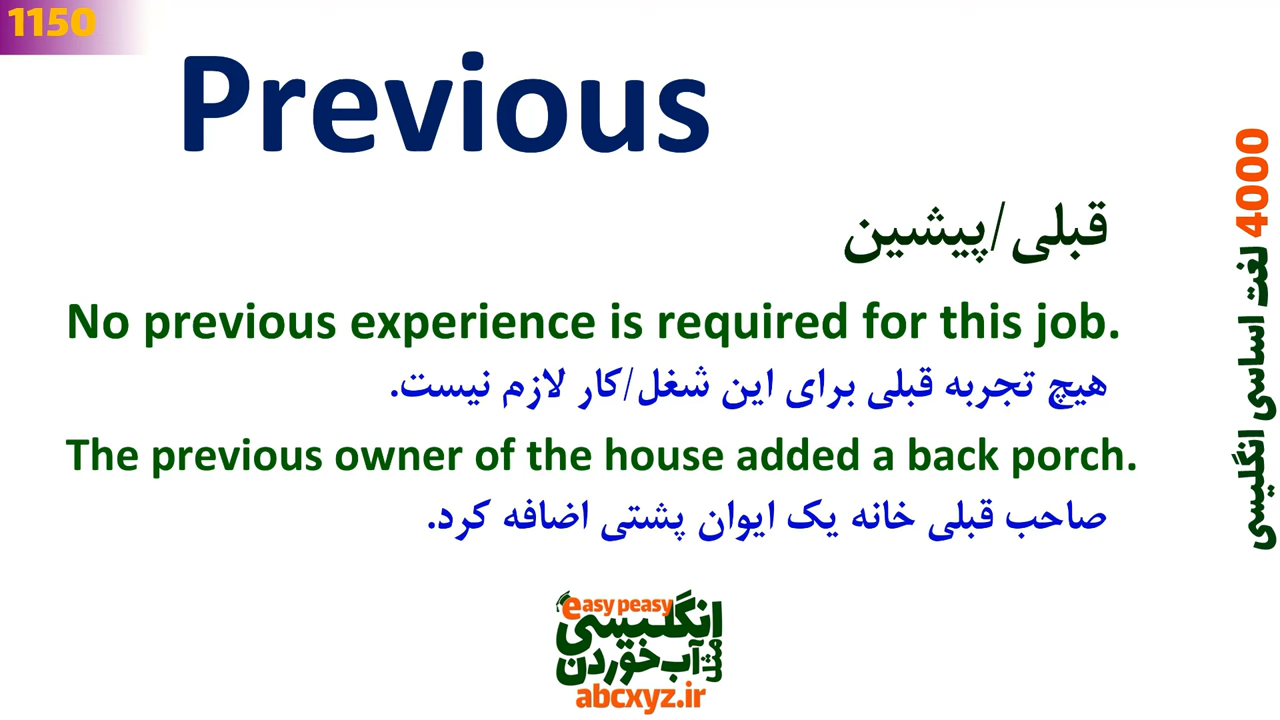 1150
Previous
قبلی/پیشین
No previous experience is required for this job.
هیچ تجربه قبلی برای این شغل/کار لازم نیست.
The previous owner of the house added a back porch.
صاحب قبلی خانه یک ایوان پشتی اضافه کرد.
4000 لغت اساسی انگلیسی
easy peasy
انگلیسی
مثل آب خوردن
abcxyz.ir